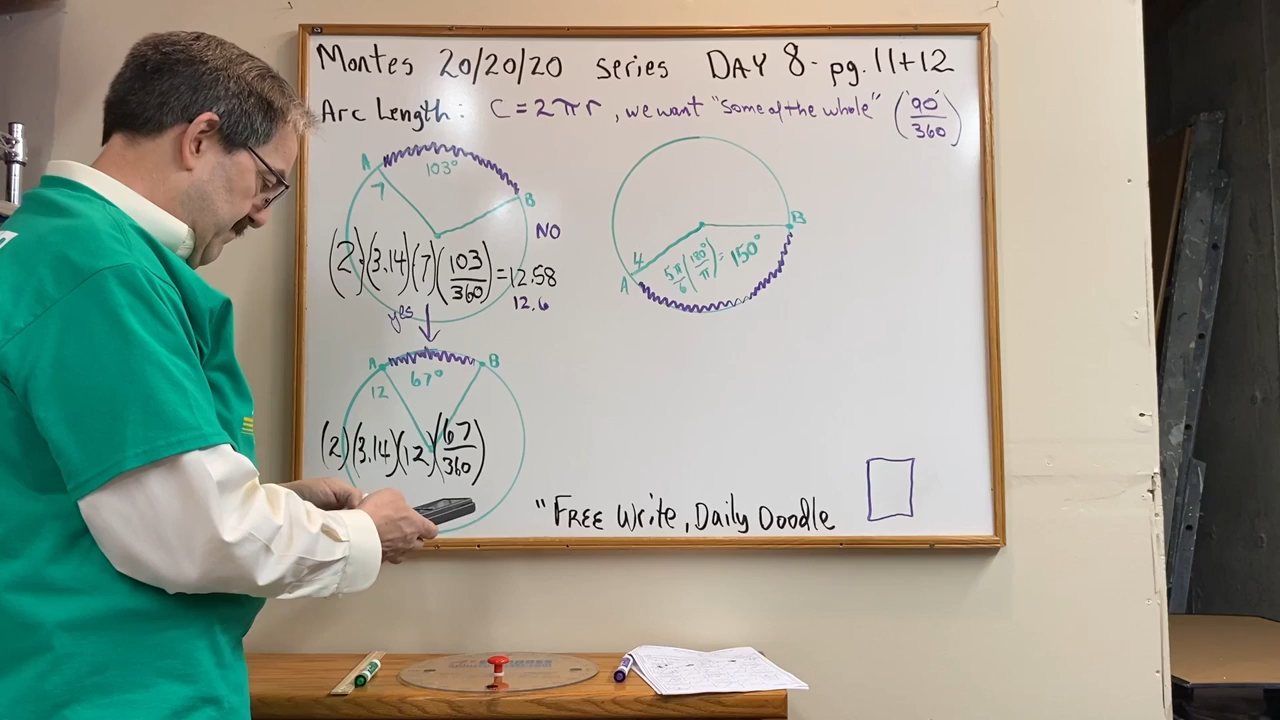 Montes 20/20/20 series DAY 8- pg. 11+12
Arc Length: C=2πr, we want "some of the whole" (90/360)
A 103° B
7
NO
(2)(3.14)(7)(103/360)=12.58
12.6
yes
A 67° B
12
(2)(3.14)(12)(67/360)
B
4
5π/6(180°/π)=150°
A
"FREE Write, Daily Doodle